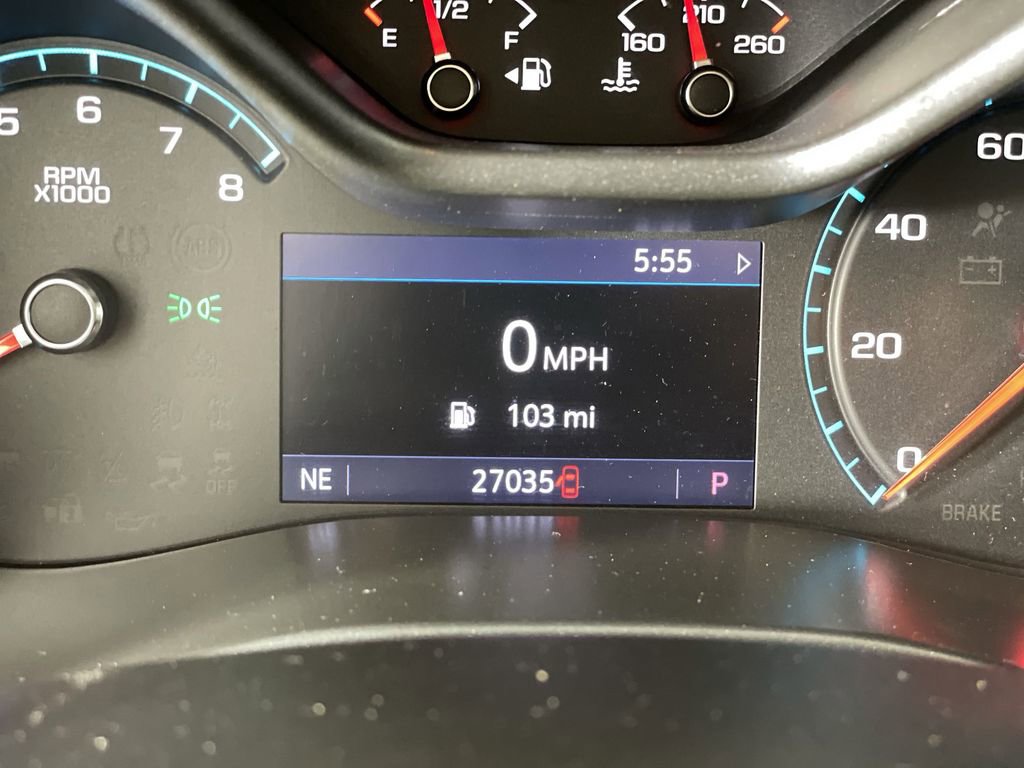 E 1/2 F
160 210 260
5 6 7 8
RPM
X1000
ABS
5:55
0 MPH
103 mi
NE 27035 P
OFF
60
40
20
0
BRAKE